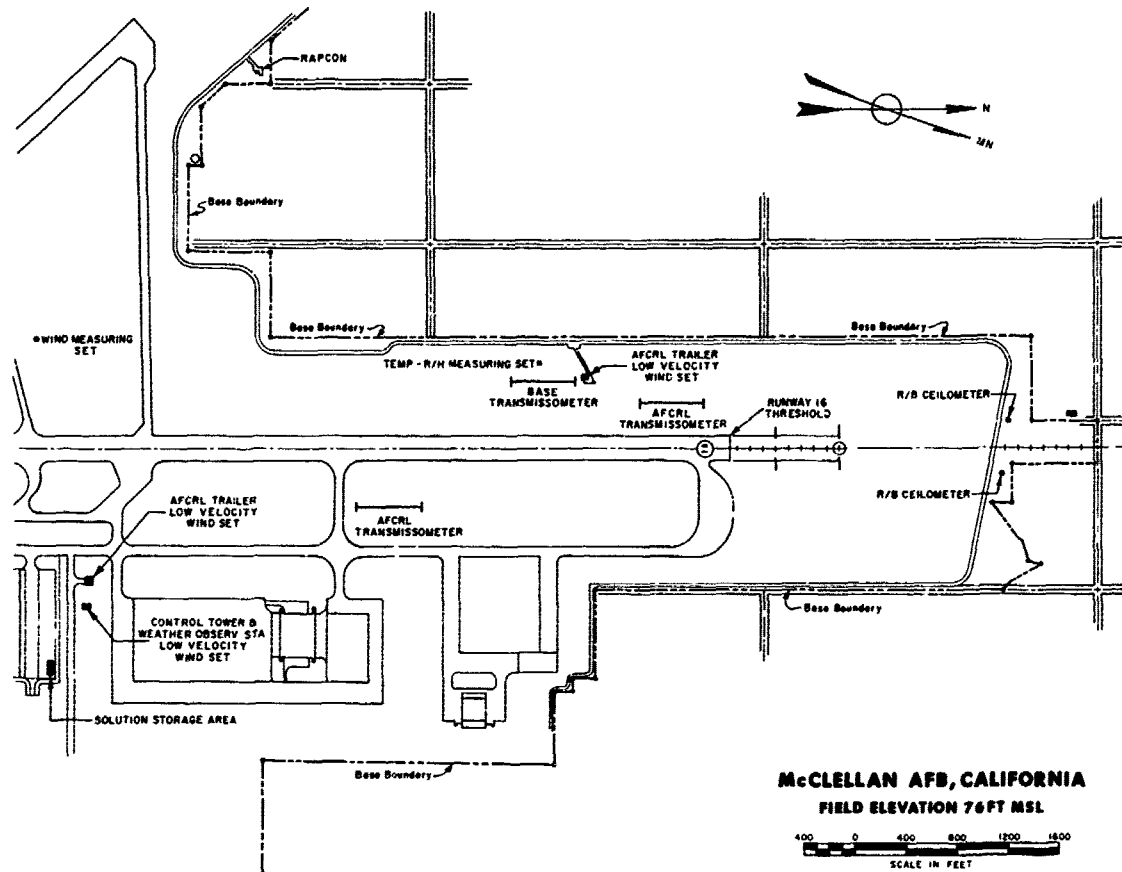 RAPCON
N
MN
Base Boundary
WIND MEASURING
SET
Base Boundary
Base Boundary
TEMP - R/H MEASURING SET
AFCRL TRAILER
LOW VELOCITY
WIND SET
BASE
TRANSMISSOMETER
AFCRL
TRANSMISSOMETER
RUNWAY 16
THRESHOLD
R/B CEILOMETER
R/B CEILOMETER
AFCRL TRAILER
LOW VELOCITY
WIND SET
AFCRL
TRANSMISSOMETER
CONTROL TOWER &
WEATHER OBSERV STA
LOW VELOCITY
WIND SET
Base Boundary
SOLUTION STORAGE AREA
Base Boundary
McCLELLAN AFB, CALIFORNIA
FIELD ELEVATION 76 FT MSL
400 0 400 800 1200 1600
SCALE IN FEET